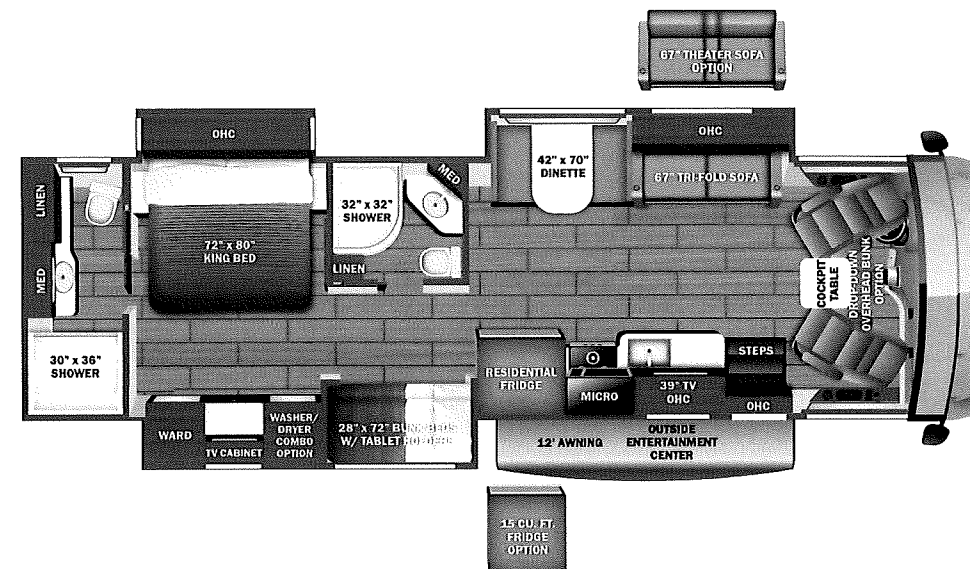 67" THEATER SOFA
OPTION
OHC
OHC
42" x 70"
DINETTE
67" TRI-FOLD SOFA
LINEN
MED
32" x 32"
SHOWER
MED
LINEN
72" x 80"
KING BED
COCKPIT
TABLE
DROP-DOWN
OVERHEAD BUNK
OPTION
30" x 36"
SHOWER
RESIDENTIAL
FRIDGE
MICRO
STEPS
39" TV
OHC
OHC
WARD
TV CABINET
WASHER/
DRYER
COMBO
OPTION
28" x 72" BUNK BEDS
W/ TABLET HOLDERS
12' AWNING
OUTSIDE
ENTERTAINMENT
CENTER
15 CU. FT.
FRIDGE
OPTION